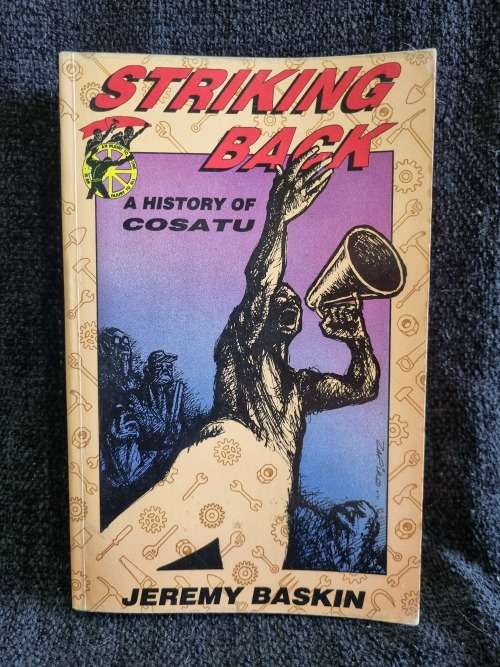 STRIKING
BACK
A HISTORY OF
COSATU
JEREMY BASKIN